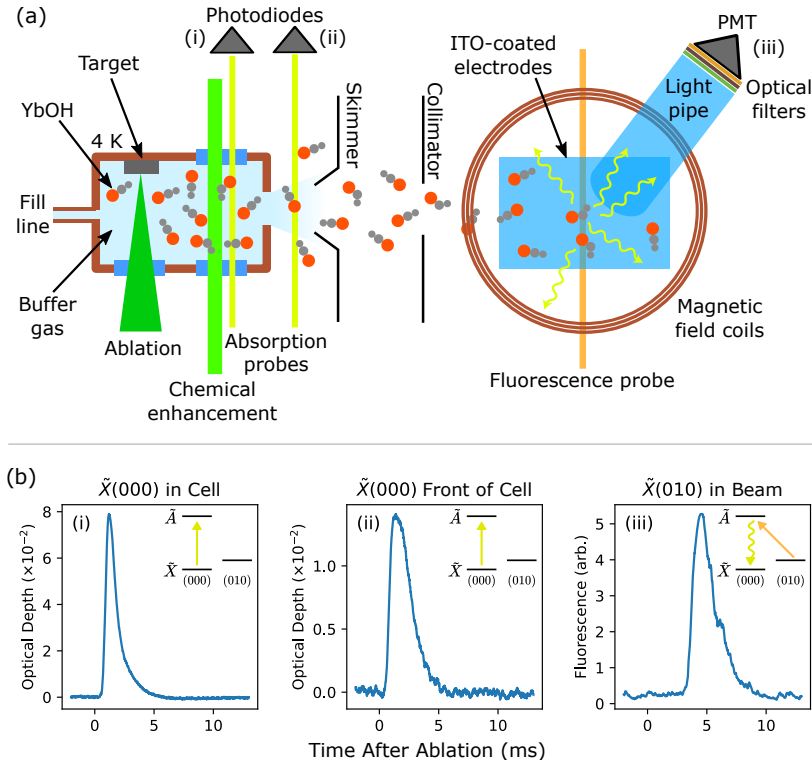 (a)
Photodiodes
(i)
(ii)
Target
YbOH
4 K
Fill
line
Buffer
gas
Ablation
Chemical
enhancement
Absorption
probes
Skimmer
Collimator
ITO-coated
electrodes
PMT
(iii)
Light
pipe
Optical
filters
Magnetic
field coils
Fluorescence probe
(b)
X̃(000) in Cell
(i)
Ã
X̃
(000)
(010)
Optical Depth (×10⁻²)
8
6
4
2
0
0
5
10
X̃(000) Front of Cell
(ii)
Ã
X̃
(000)
(010)
Optical Depth (×10⁻²)
1.0
0.5
0.0
0
5
10
X̃(010) in Beam
(iii)
Ã
X̃
(000)
(010)
Fluorescence (arb.)
5
4
3
2
1
0
0
5
10
Time After Ablation (ms)